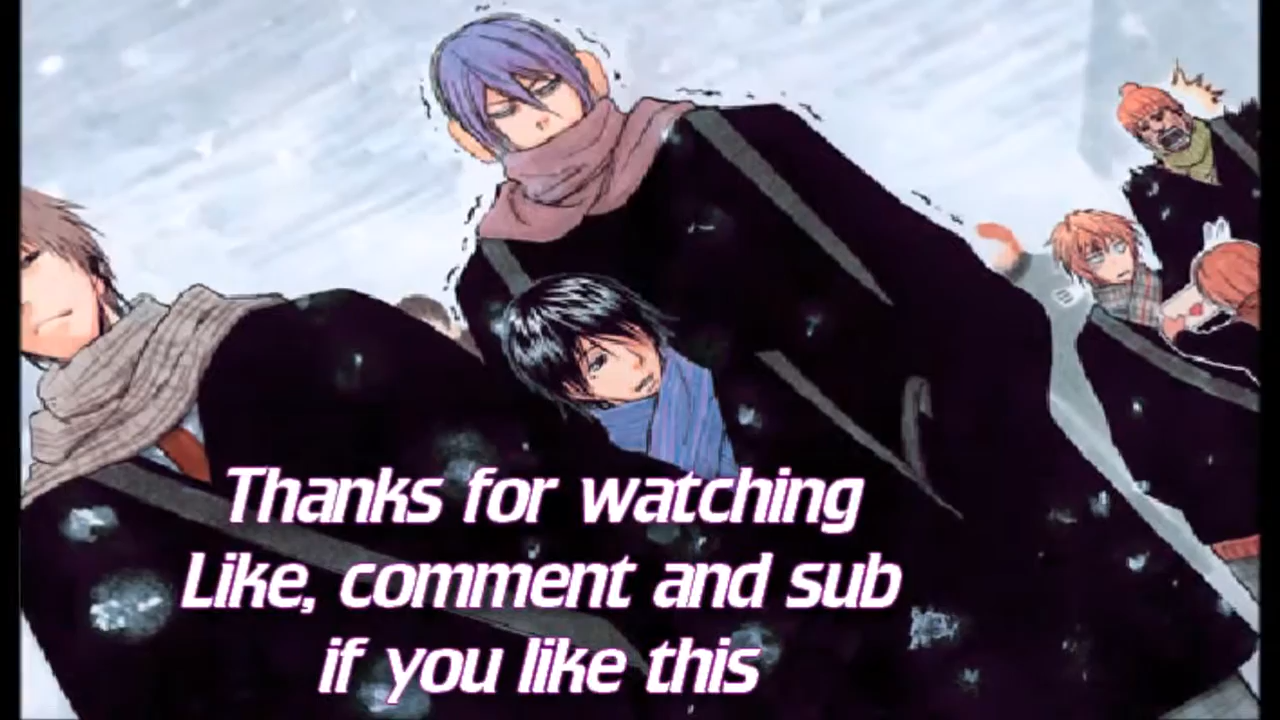 Thanks for watching
Like, comment and sub
if you like this